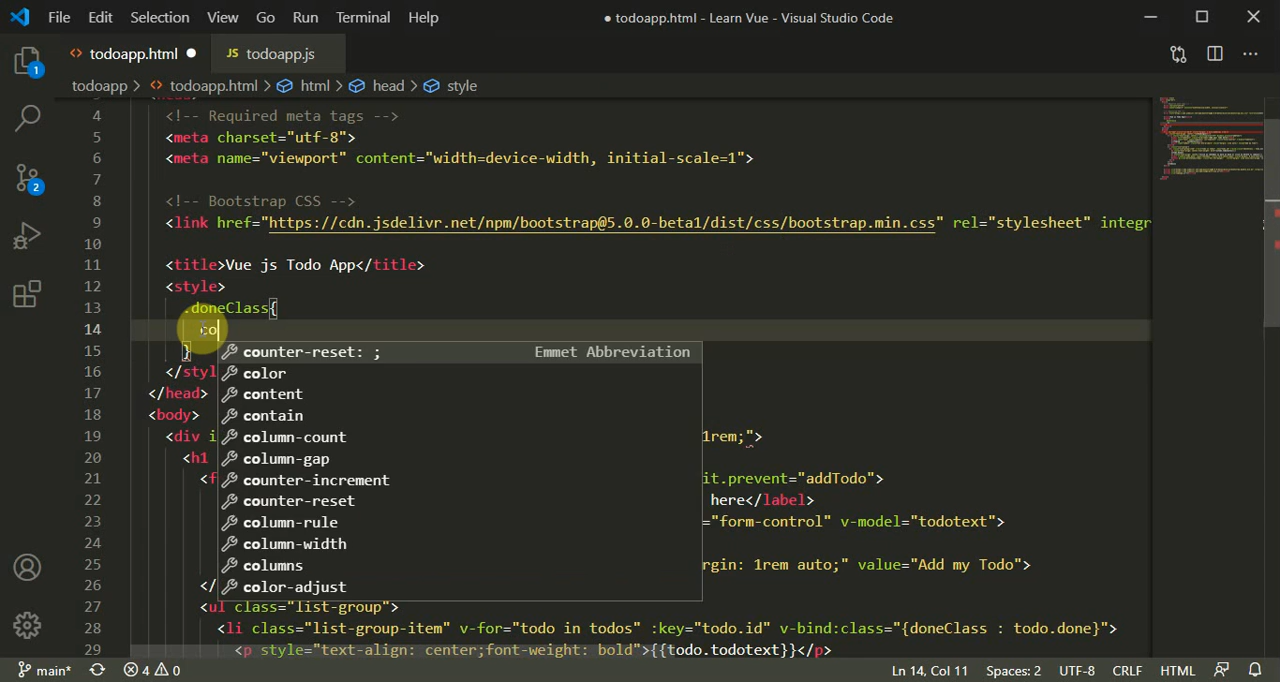 File Edit Selection View Go Run Terminal Help ● todoapp.html - Learn Vue - Visual Studio Code
<> todoapp.html ● JS todoapp.js
todoapp > <> todoapp.html > html > head > style
4 <!-- Required meta tags -->
5 <meta charset="utf-8">
6 <meta name="viewport" content="width=device-width, initial-scale=1">
7
8 <!-- Bootstrap CSS -->
9 <link href="https://cdn.jsdelivr.net/npm/bootstrap@5.0.0-beta1/dist/css/bootstrap.min.css" rel="stylesheet" integr
10
11 <title>Vue js Todo App</title>
12 <style>
13 .doneClass{
14 co
15 }
counter-reset: ; Emmet Abbreviation
16 </styl
color
17 </head>
content
18 <body>
contain
19 <div i
column-count
1rem;">
20 <h1
column-gap
21 <f
counter-increment
it.prevent="addTodo">
22
counter-reset
here</label>
23
column-rule
="form-control" v-model="todotext">
24
column-width
25
columns
rgin: 1rem auto;" value="Add my Todo">
26 </
color-adjust
27 <ul class="list-group">
28 <li class="list-group-item" v-for="todo in todos" :key="todo.id" v-bind:class="{doneClass : todo.done}">
29 <p style="text-align: center;font-weight: bold">{{todo.todotext}}</p>
1
2
main* 4 0 Ln 14, Col 11 Spaces: 2 UTF-8 CRLF HTML